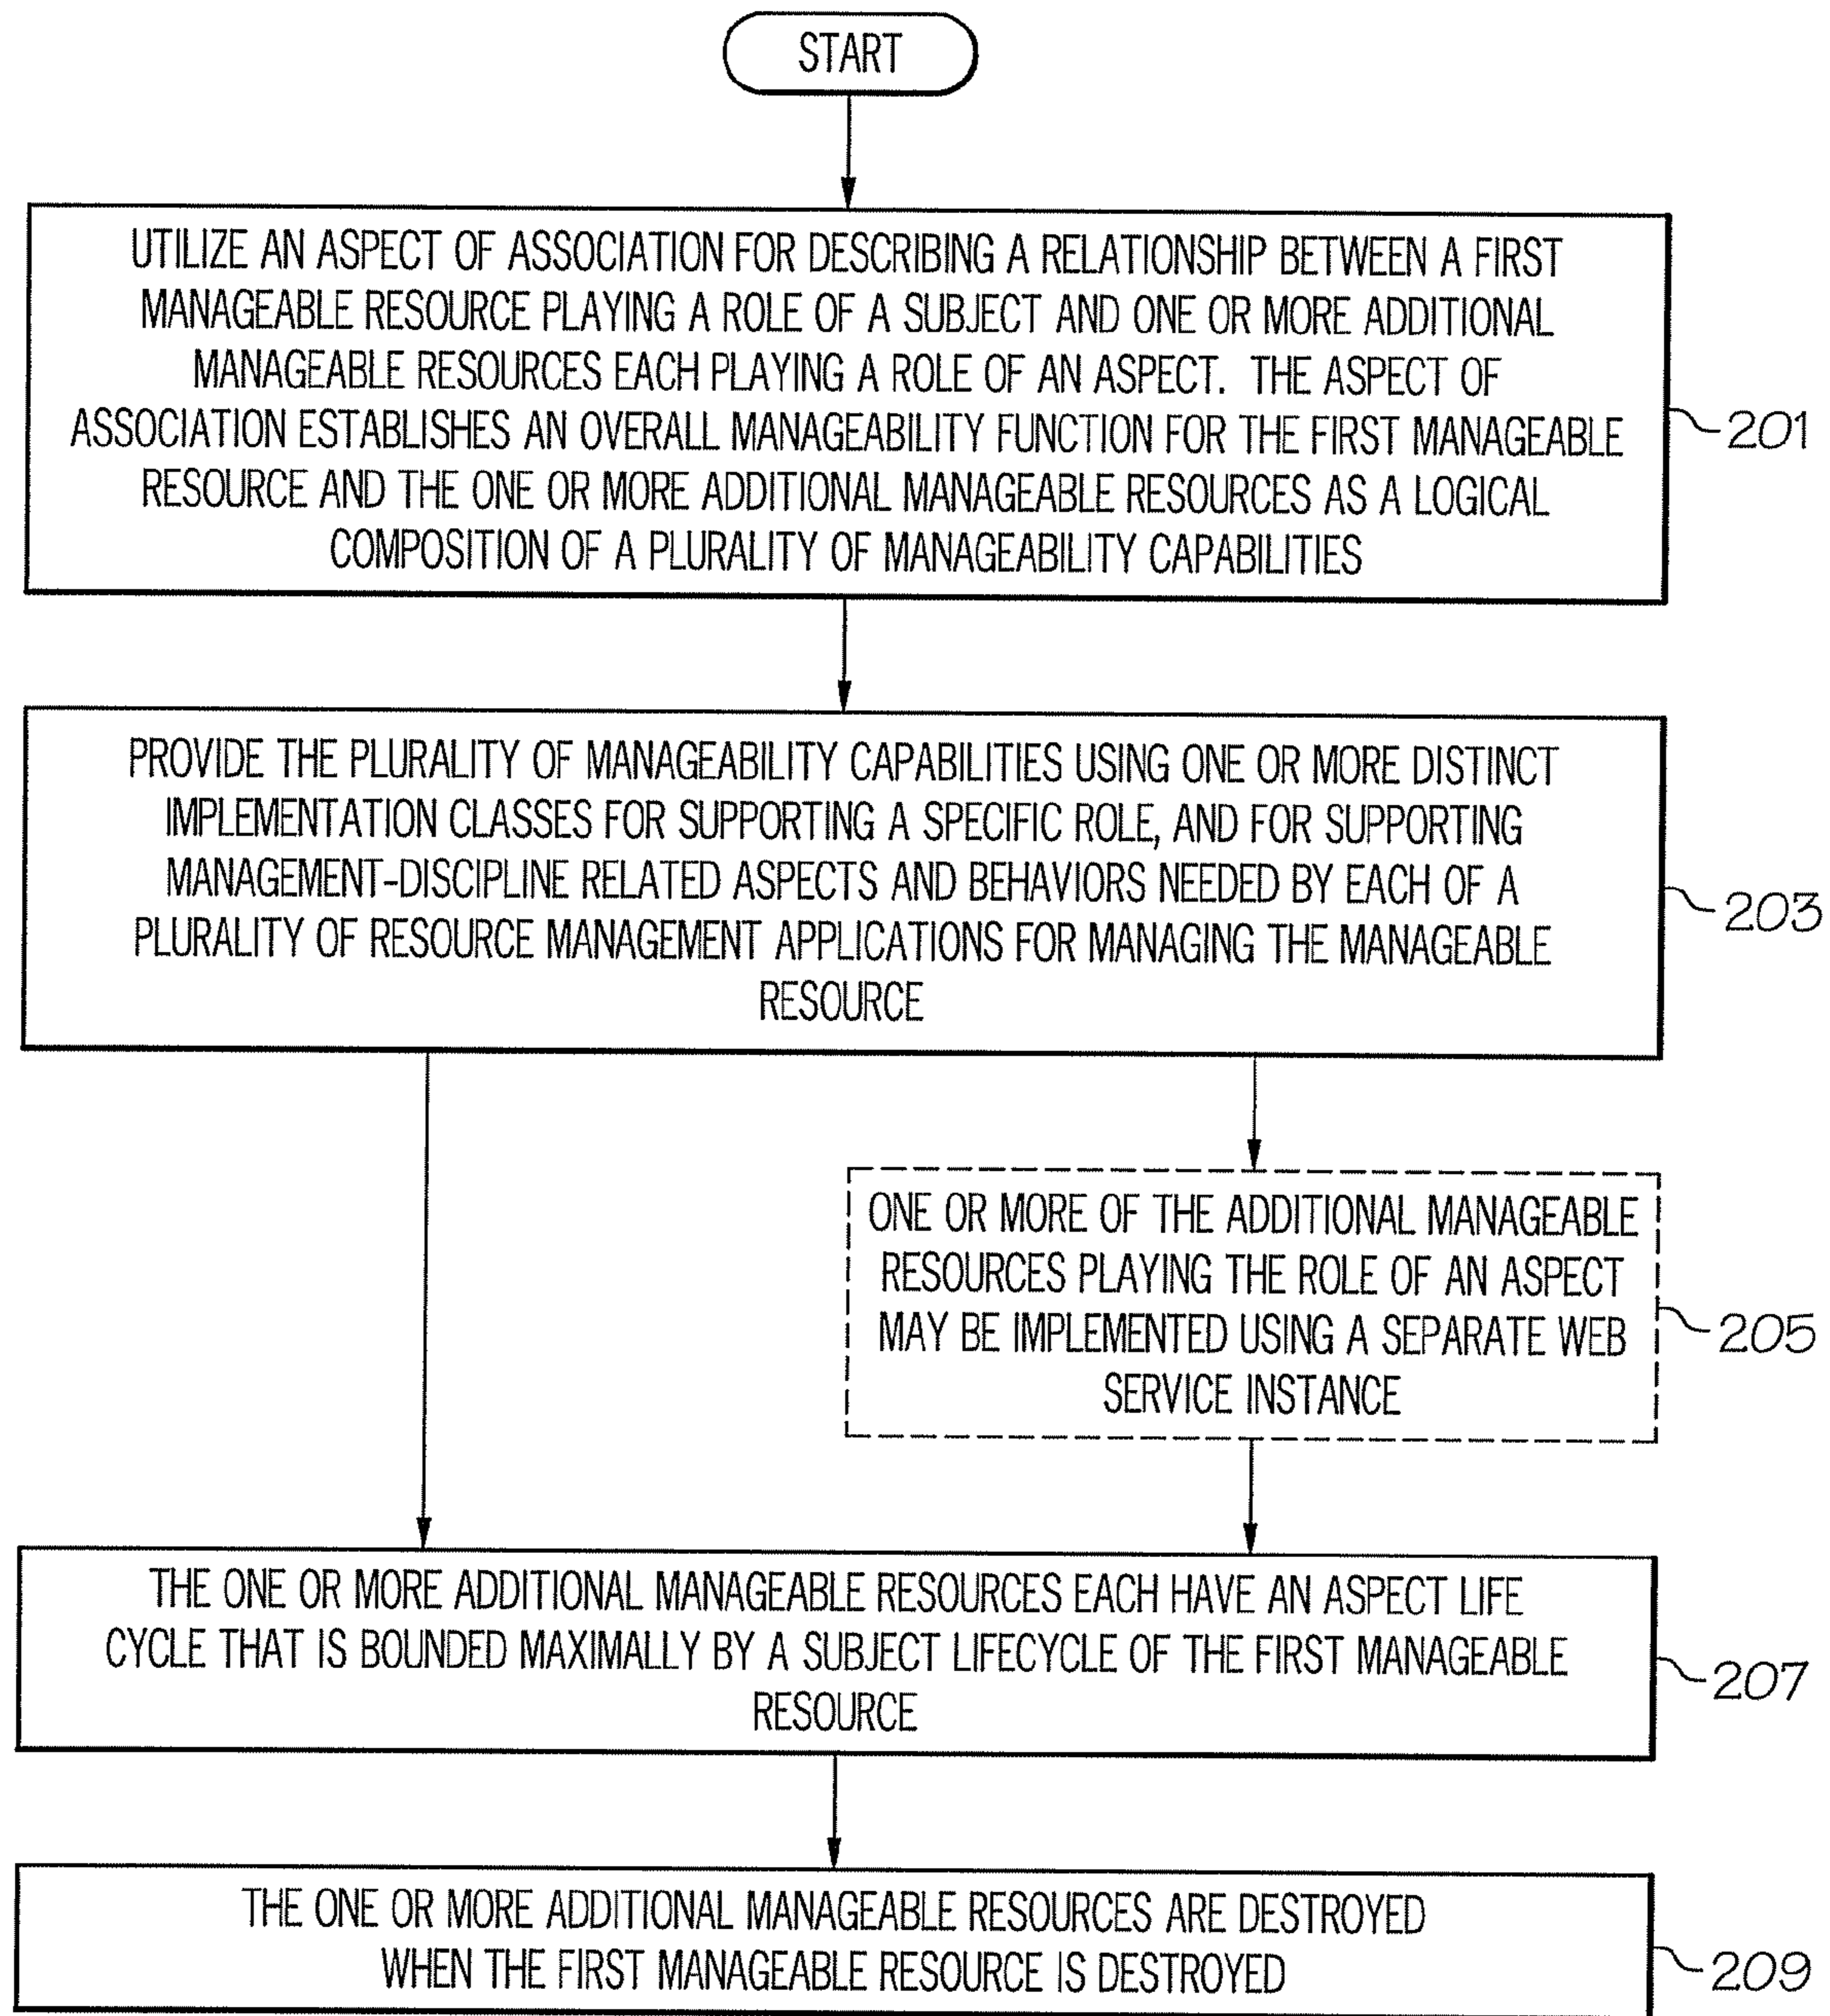 START
UTILIZE AN ASPECT OF ASSOCIATION FOR DESCRIBING A RELATIONSHIP BETWEEN A FIRST
MANAGEABLE RESOURCE PLAYING A ROLE OF A SUBJECT AND ONE OR MORE ADDITIONAL
MANAGEABLE RESOURCES EACH PLAYING A ROLE OF AN ASPECT. THE ASPECT OF
ASSOCIATION ESTABLISHES AN OVERALL MANAGEABILITY FUNCTION FOR THE FIRST MANAGEABLE
RESOURCE AND THE ONE OR MORE ADDITIONAL MANAGEABLE RESOURCES AS A LOGICAL
COMPOSITION OF A PLURALITY OF MANAGEABILITY CAPABILITIES
201
PROVIDE THE PLURALITY OF MANAGEABILITY CAPABILITIES USING ONE OR MORE DISTINCT
IMPLEMENTATION CLASSES FOR SUPPORTING A SPECIFIC ROLE, AND FOR SUPPORTING
MANAGEMENT-DISCIPLINE RELATED ASPECTS AND BEHAVIORS NEEDED BY EACH OF A
PLURALITY OF RESOURCE MANAGEMENT APPLICATIONS FOR MANAGING THE MANAGEABLE
RESOURCE
203
ONE OR MORE OF THE ADDITIONAL MANAGEABLE
RESOURCES PLAYING THE ROLE OF AN ASPECT
MAY BE IMPLEMENTED USING A SEPARATE WEB
SERVICE INSTANCE
205
THE ONE OR MORE ADDITIONAL MANAGEABLE RESOURCES EACH HAVE AN ASPECT LIFE
CYCLE THAT IS BOUNDED MAXIMALLY BY A SUBJECT LIFECYCLE OF THE FIRST MANAGEABLE
RESOURCE
207
THE ONE OR MORE ADDITIONAL MANAGEABLE RESOURCES ARE DESTROYED
WHEN THE FIRST MANAGEABLE RESOURCE IS DESTROYED
209